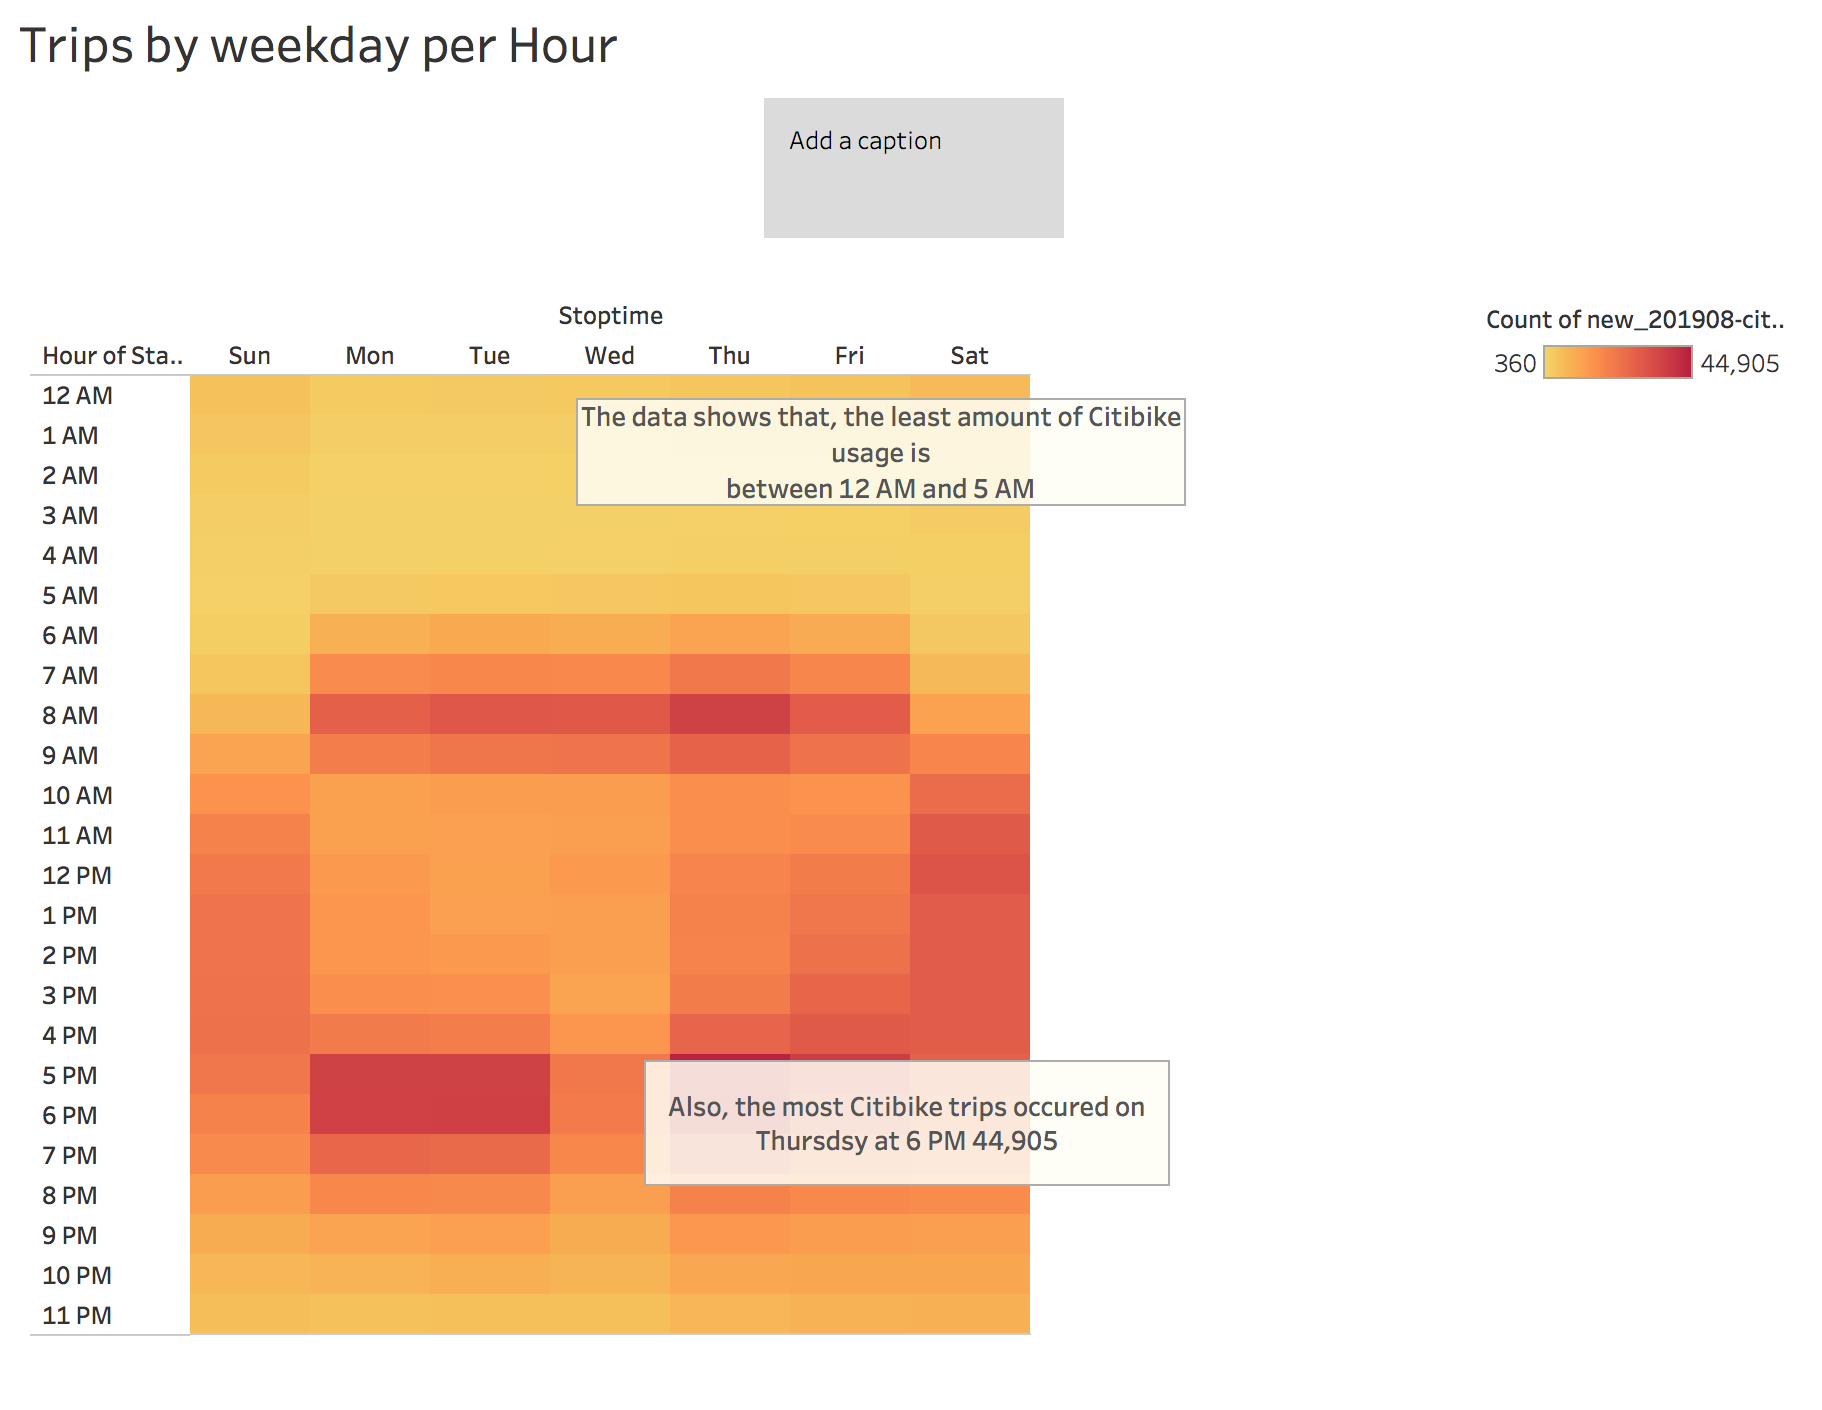 Trips by weekday per Hour
Add a caption
Stoptime
Hour of Sta.. Sun Mon Tue Wed Thu Fri Sat
Count of new_201908-cit..
360 44,905
12 AM
The data shows that, the least amount of Citibike
usage is
between 12 AM and 5 AM
1 AM
2 AM
3 AM
4 AM
5 AM
6 AM
7 AM
8 AM
9 AM
10 AM
11 AM
12 PM
1 PM
2 PM
3 PM
4 PM
5 PM
6 PM
Also, the most Citibike trips occured on
Thursdsy at 6 PM 44,905
7 PM
8 PM
9 PM
10 PM
11 PM